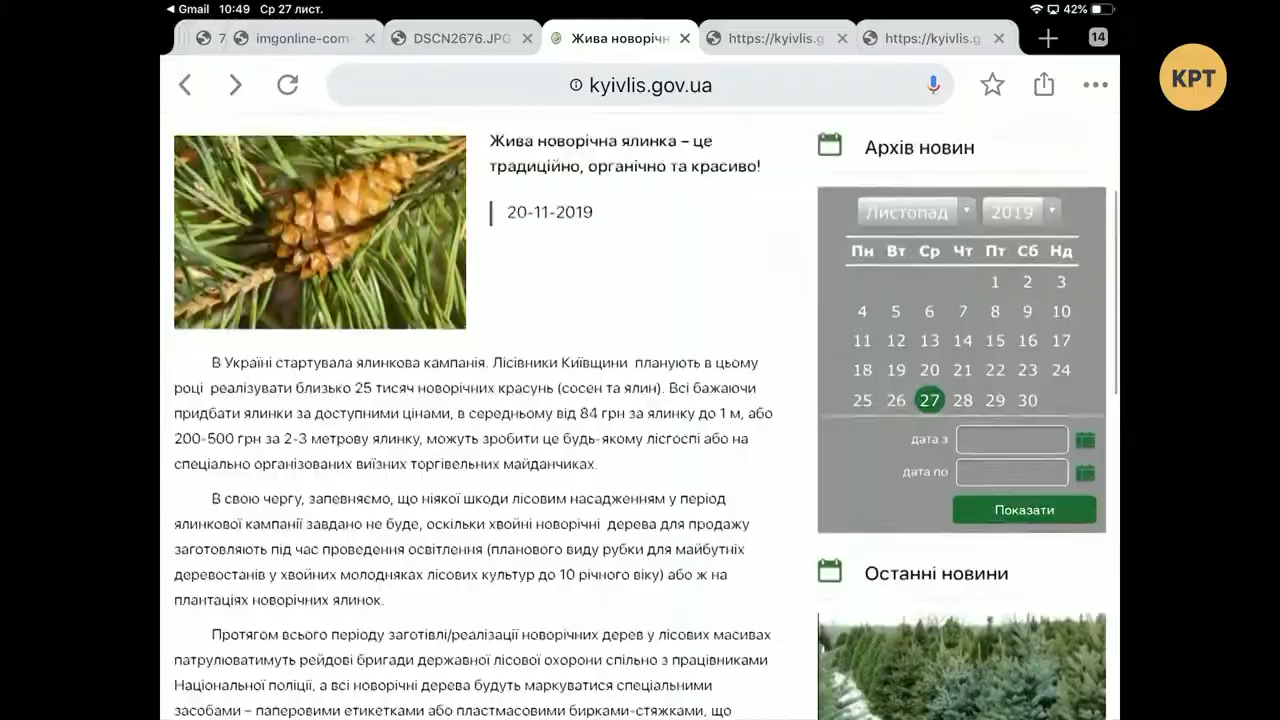 Gmail 10:49 Ср 27 лист. 42%
7 imgonline-com- DSCN2676.JPG Жива новорічн https://kyivlis.g https://kyivlis.g 14
kyivlis.gov.ua
КРТ
Жива новорічна ялинка – це
традиційно, органічно та красиво!
20-11-2019
В Україні стартувала ялинкова кампанія. Лісівники Київщини планують в цьому
році реалізувати близько 25 тисяч новорічних красунь (сосен та ялин). Всі бажаючи
придбати ялинки за доступними цінами, в середньому від 84 грн за ялинку до 1 м, або
200-500 грн за 2-3 метрову ялинку, можуть зробити це будь-якому лісгоспі або на
спеціально організованих виїзних торгівельних майданчиках.
В свою чергу, запевняємо, що ніякої шкоди лісовим насадженням у період
ялинкової кампанії завдано не буде, оскільки хвойні новорічні дерева для продажу
заготовляють під час проведення освітлення (планового виду рубки для майбутніх
деревостанів у хвойних молодняках лісових культур до 10 річного віку) або ж на
плантаціях новорічних ялинок.
Протягом всього періоду заготівлі/реалізації новорічних дерев у лісових масивах
патрулюватимуть рейдові бригади державної лісової охорони спільно з працівниками
Національної поліції, а всі новорічні дерева будуть маркуватися спеціальними
засобами – паперовими етикетками або пластмасовими бирками-стяжками, що
Архів новин
Листопад 2019
Пн Вт Ср Чт Пт Сб Нд
1 2 3
4 5 6 7 8 9 10
11 12 13 14 15 16 17
18 19 20 21 22 23 24
25 26 27 28 29 30
дата з
дата по
Показати
Останні новини